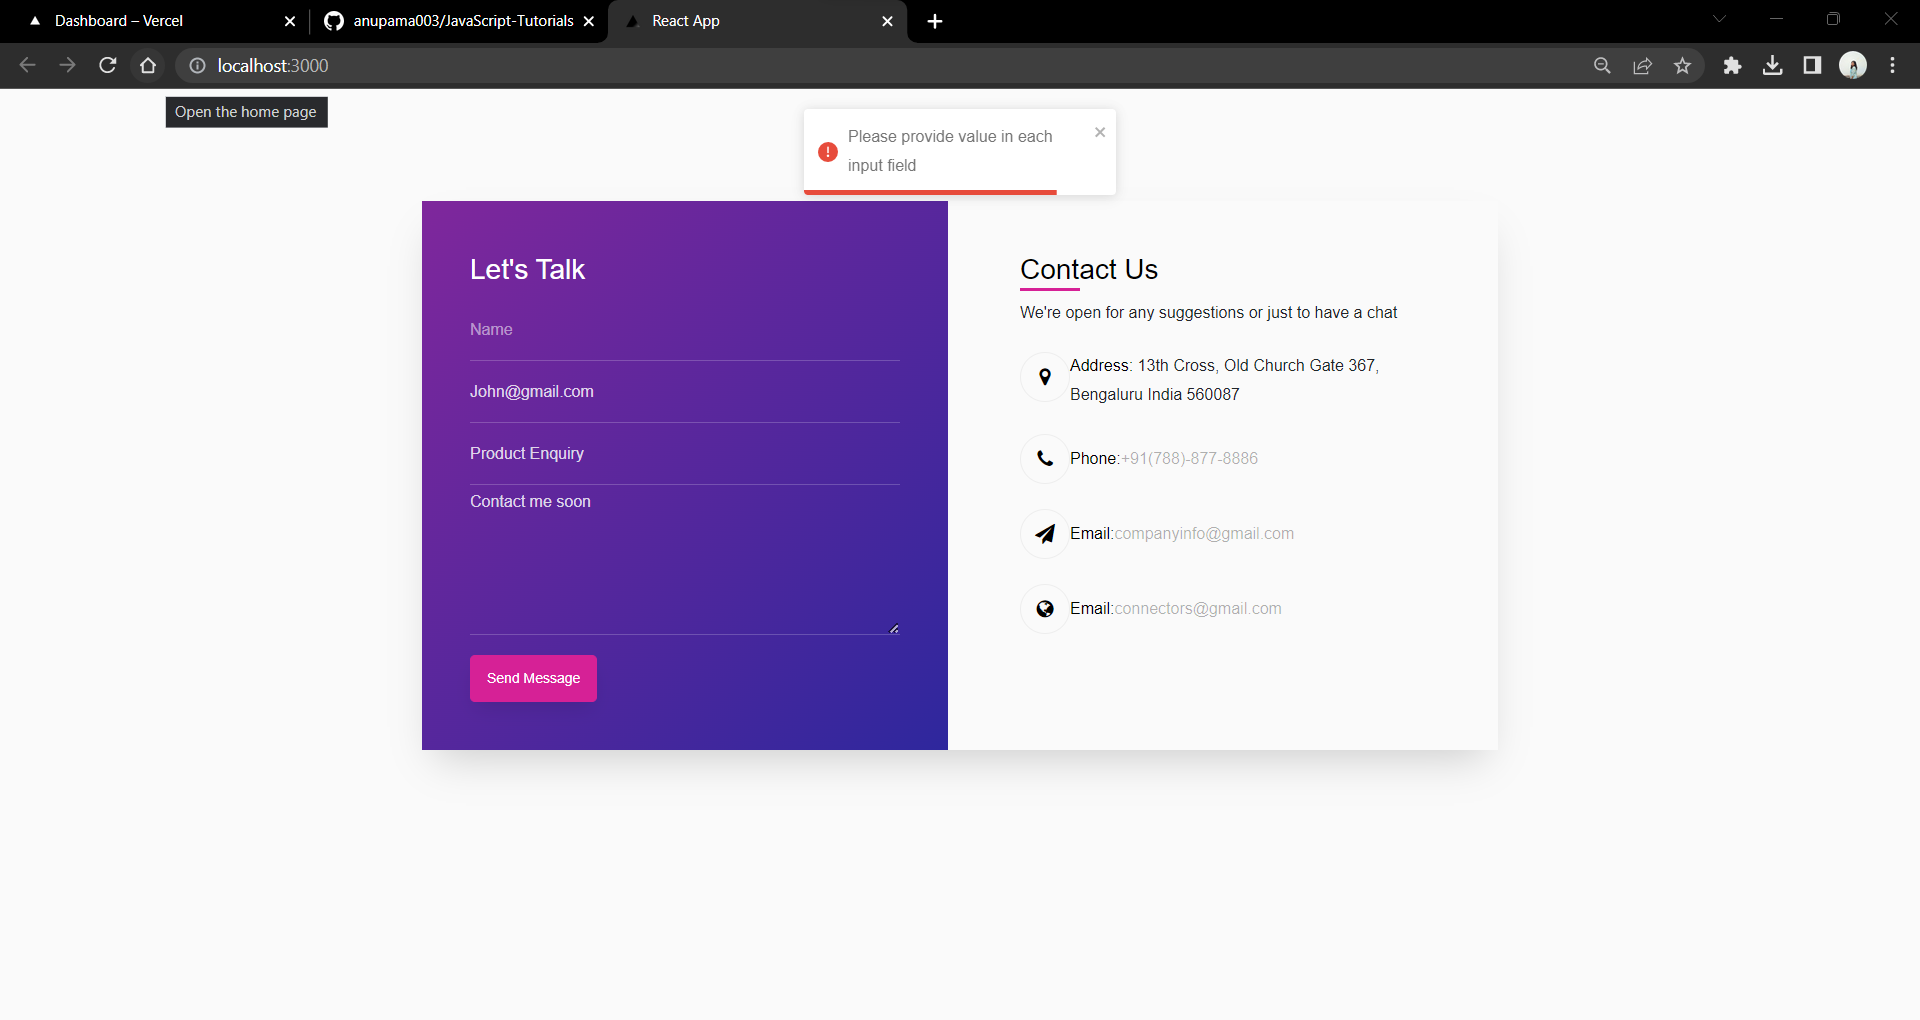 Dashboard – Vercel
anupama003/JavaScript-Tutorials
React App
localhost:3000
Open the home page
Please provide value in each
input field
Let's Talk
Name
John@gmail.com
Product Enquiry
Contact me soon
Send Message
Contact Us
We're open for any suggestions or just to have a chat
Address: 13th Cross, Old Church Gate 367,
Bengaluru India 560087
Phone:+91(788)-877-8886
Email:companyinfo@gmail.com
Email:connectors@gmail.com